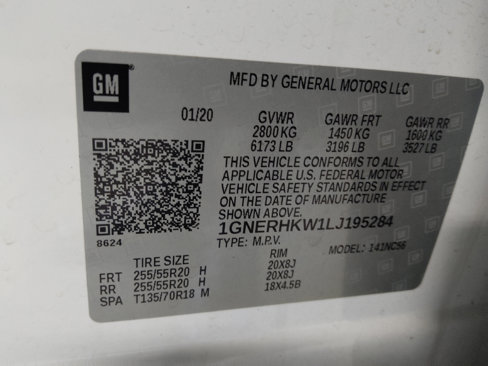 GM
MFD BY GENERAL MOTORS LLC
01/20 GVWR GAWR FRT GAWR RR
2800 KG 1450 KG 1600 KG
6173 LB 3196 LB 3527 LB
THIS VEHICLE CONFORMS TO ALL
APPLICABLE U.S. FEDERAL MOTOR
VEHICLE SAFETY STANDARDS IN EFFECT
ON THE DATE OF MANUFACTURE
SHOWN ABOVE.
1GNERHKW1LJ195284
8624
TYPE: M.P.V. MODEL: 141NC56
TIRE SIZE RIM
FRT 255/55R20 H 20X8J
RR 255/55R20 H 20X8J
SPA T135/70R18 M 18X4.5B